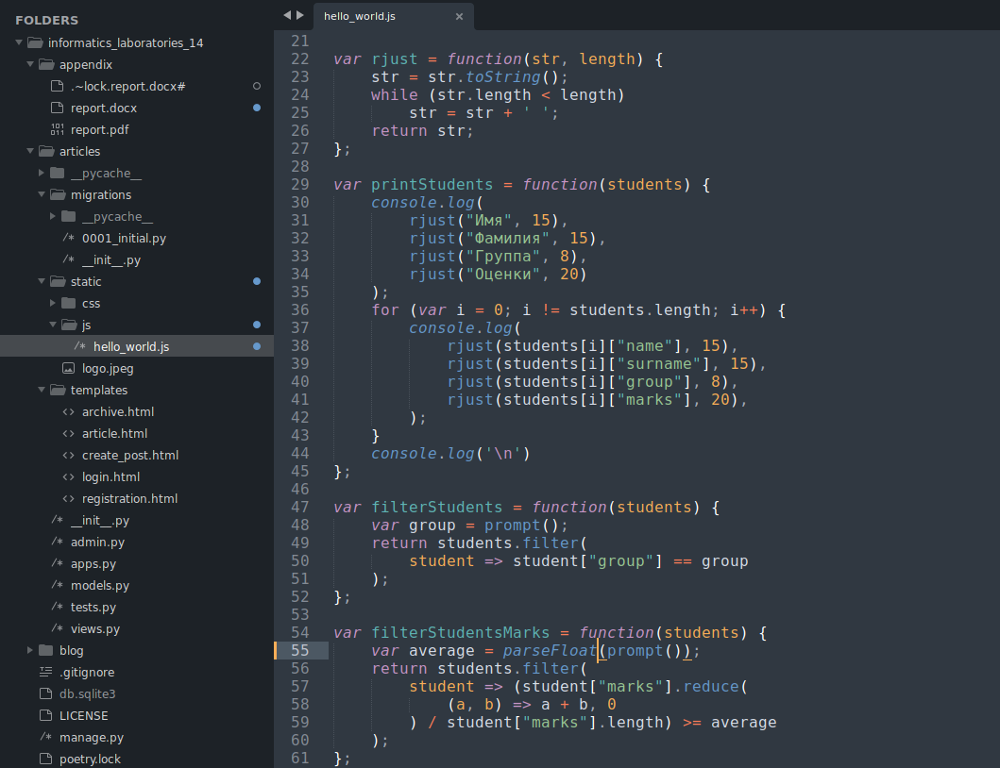 FOLDERS
informatics_laboratories_14
appendix
.~lock.report.docx#
report.docx
report.pdf
articles
__pycache__
migrations
__pycache__
0001_initial.py
__init__.py
static
css
js
hello_world.js
logo.jpeg
templates
archive.html
article.html
create_post.html
login.html
registration.html
__init__.py
admin.py
apps.py
models.py
tests.py
views.py
blog
.gitignore
db.sqlite3
LICENSE
manage.py
poetry.lock
hello_world.js ×
21
22 var rjust = function(str, length) {
23 str = str.toString();
24 while (str.length < length)
25 str = str + ' ';
26 return str;
27 };
28
29 var printStudents = function(students) {
30 console.log(
31 rjust("Имя", 15),
32 rjust("Фамилия", 15),
33 rjust("Группа", 8),
34 rjust("Оценки", 20)
35 );
36 for (var i = 0; i != students.length; i++) {
37 console.log(
38 rjust(students[i]["name"], 15),
39 rjust(students[i]["surname"], 15),
40 rjust(students[i]["group"], 8),
41 rjust(students[i]["marks"], 20),
42 );
43 }
44 console.log('\n')
45 };
46
47 var filterStudents = function(students) {
48 var group = prompt();
49 return students.filter(
50 student => student["group"] == group
51 );
52 };
53
54 var filterStudentsMarks = function(students) {
55 var average = parseFloat(prompt());
56 return students.filter(
57 student => (student["marks"].reduce(
58 (a, b) => a + b, 0
59 ) / student["marks"].length) >= average
60 );
61 };